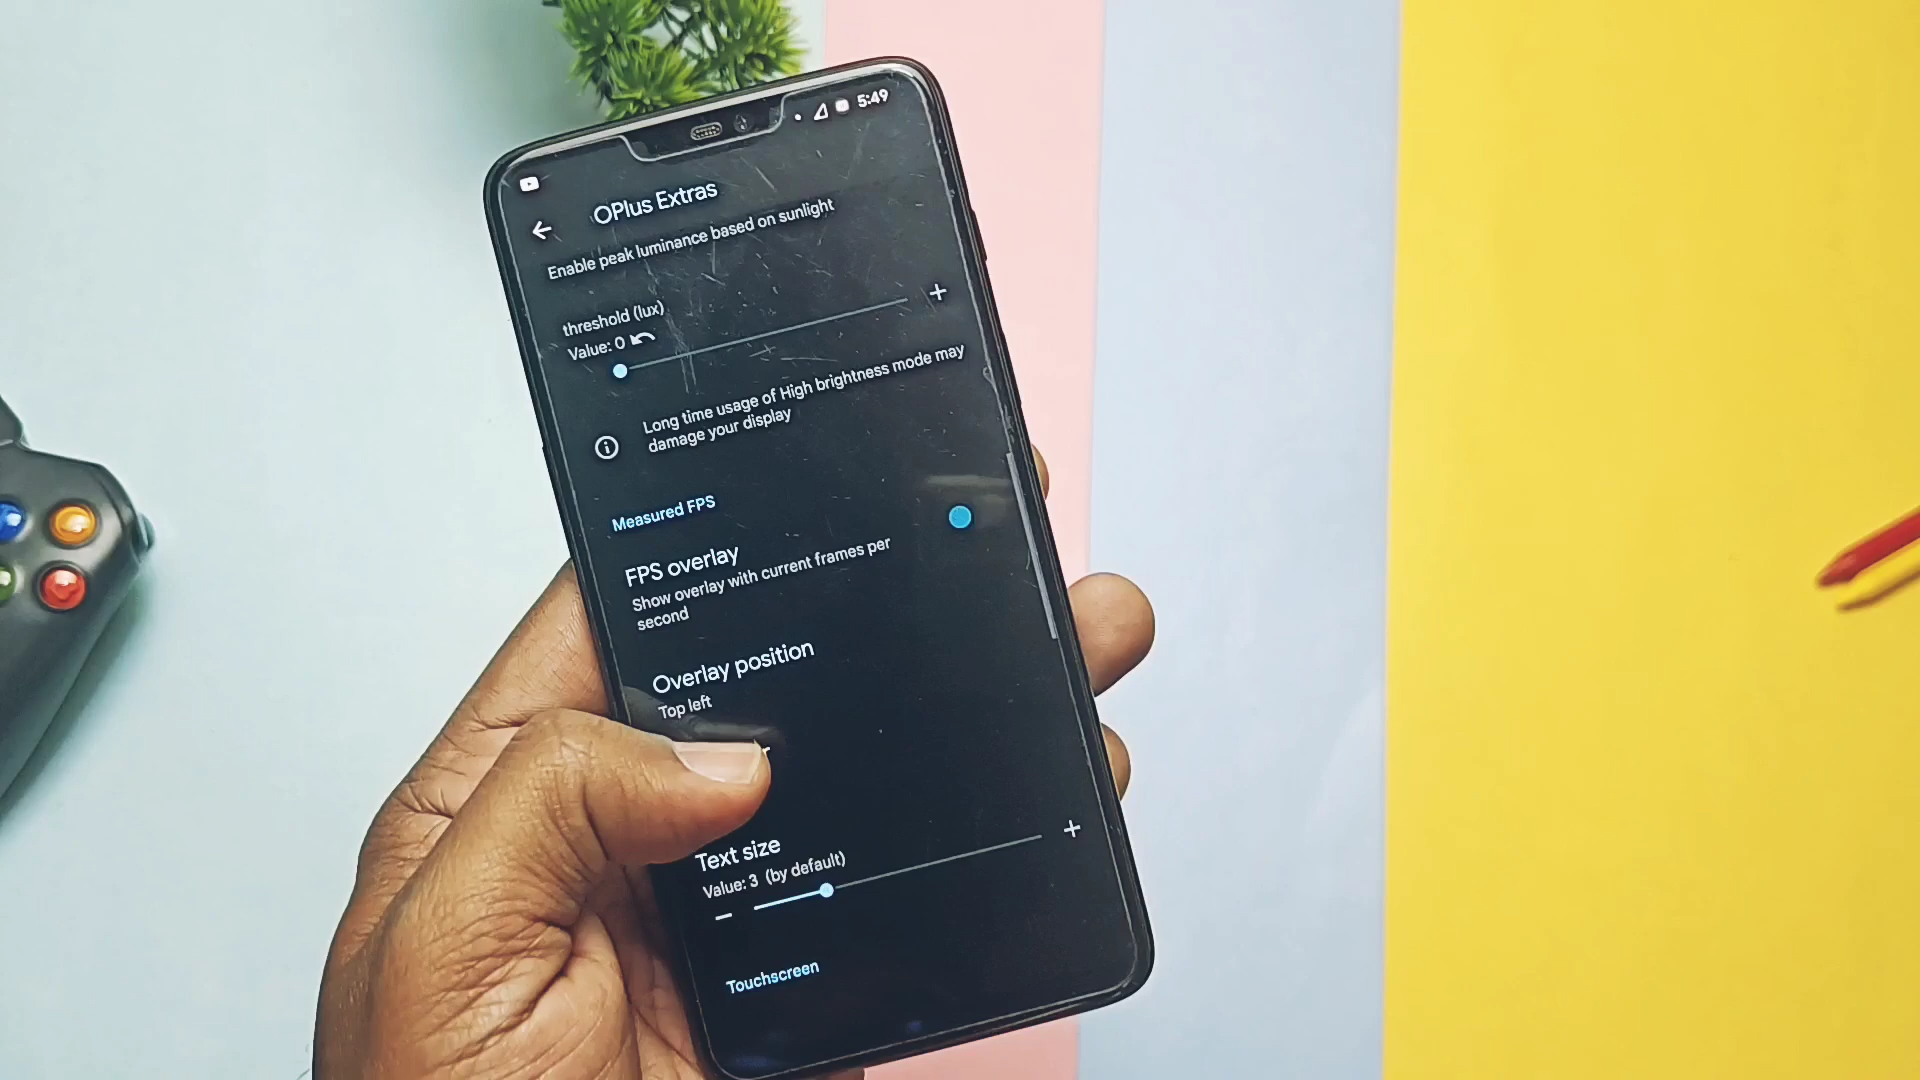 5:49
OPlus Extras
Enable peak luminance based on sunlight
threshold (lux)
Value: 0
Long time usage of High brightness mode may
damage your display
Measured FPS
FPS overlay
Show overlay with current frames per
second
Overlay position
Top left
Text size
Value: 3 (by default)
Touchscreen